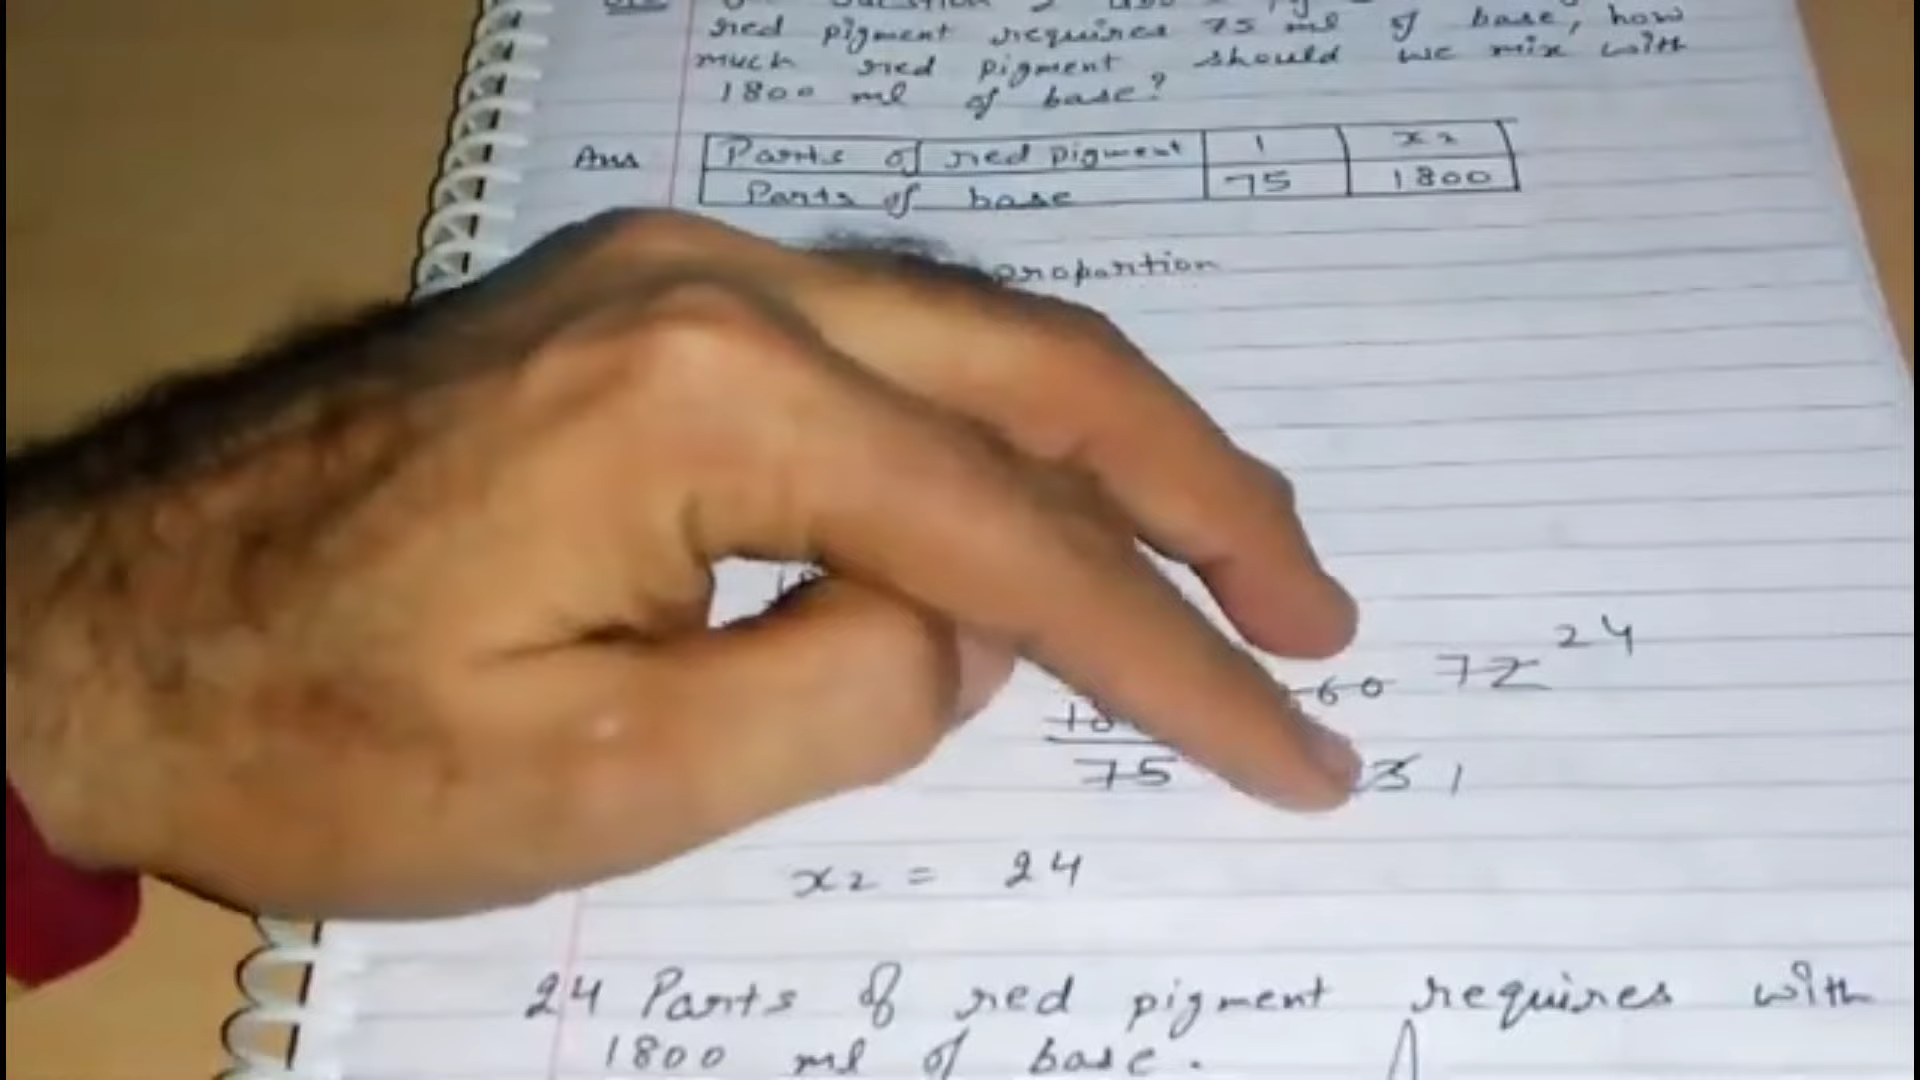 red pigment requires 75 ml of base, how
much red pigment should we mix with
1800 ml of base?
Ans
Parts of red pigment 1 x2
Parts of base 75 1800
proportion
24
60 72
75 3 1
x2 = 24
24 Parts of red pigment requires with
1800 ml of base.